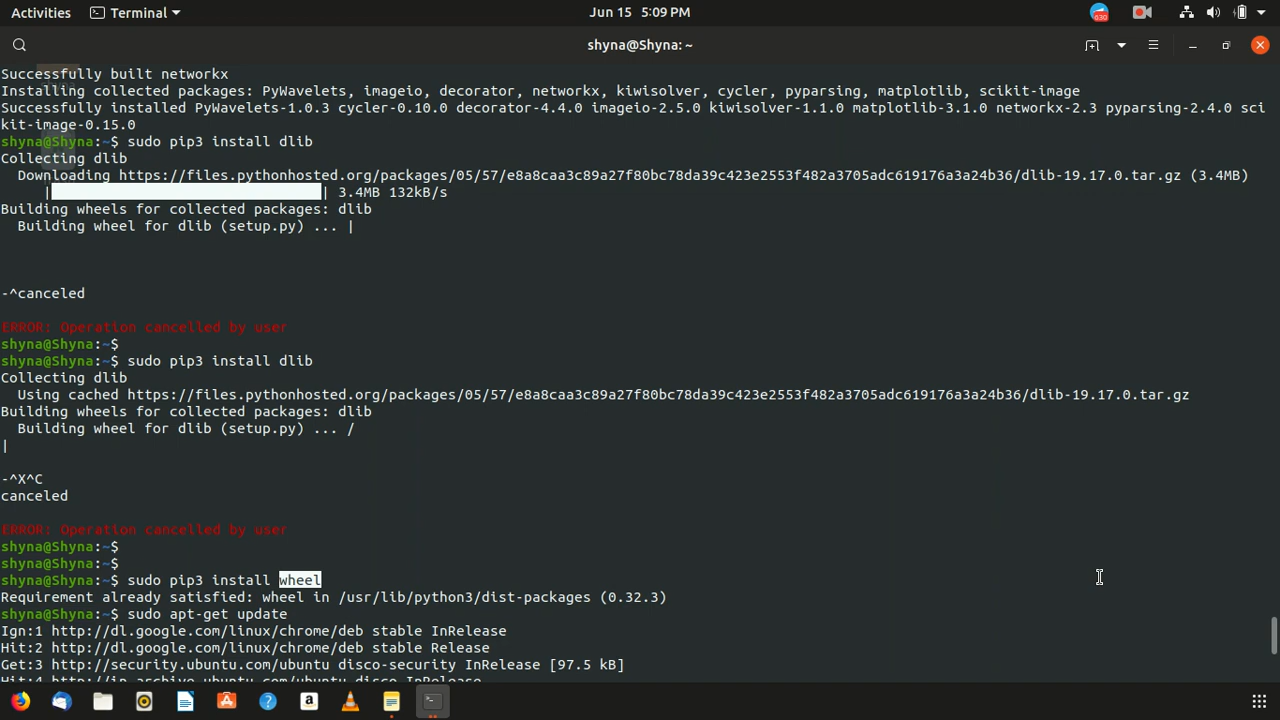 Activities Terminal Jun 15 5:09 PM 630
shyna@Shyna: ~
Successfully built networkx
Installing collected packages: PyWavelets, imageio, decorator, networkx, kiwisolver, cycler, pyparsing, matplotlib, scikit-image
Successfully installed PyWavelets-1.0.3 cycler-0.10.0 decorator-4.4.0 imageio-2.5.0 kiwisolver-1.1.0 matplotlib-3.1.0 networkx-2.3 pyparsing-2.4.0 sci
kit-image-0.15.0
shyna@Shyna:~$ sudo pip3 install dlib
Collecting dlib
Downloading https://files.pythonhosted.org/packages/05/57/e8a8caa3c89a27f80bc78da39c423e2553f482a3705adc619176a3a24b36/dlib-19.17.0.tar.gz (3.4MB)
| | 3.4MB 132kB/s
Building wheels for collected packages: dlib
Building wheel for dlib (setup.py) ... |
-^canceled
ERROR: Operation cancelled by user
shyna@Shyna:~$
shyna@Shyna:~$ sudo pip3 install dlib
Collecting dlib
Using cached https://files.pythonhosted.org/packages/05/57/e8a8caa3c89a27f80bc78da39c423e2553f482a3705adc619176a3a24b36/dlib-19.17.0.tar.gz
Building wheels for collected packages: dlib
Building wheel for dlib (setup.py) ... /
|
-^X^C
canceled
ERROR: Operation cancelled by user
shyna@Shyna:~$
shyna@Shyna:~$
shyna@Shyna:~$ sudo pip3 install wheel
Requirement already satisfied: wheel in /usr/lib/python3/dist-packages (0.32.3)
shyna@Shyna:~$ sudo apt-get update
Ign:1 http://dl.google.com/linux/chrome/deb stable InRelease
Hit:2 http://dl.google.com/linux/chrome/deb stable Release
Get:3 http://security.ubuntu.com/ubuntu disco-security InRelease [97.5 kB]
Hit:4 http://in.archive.ubuntu.com/ubuntu disco InRelease